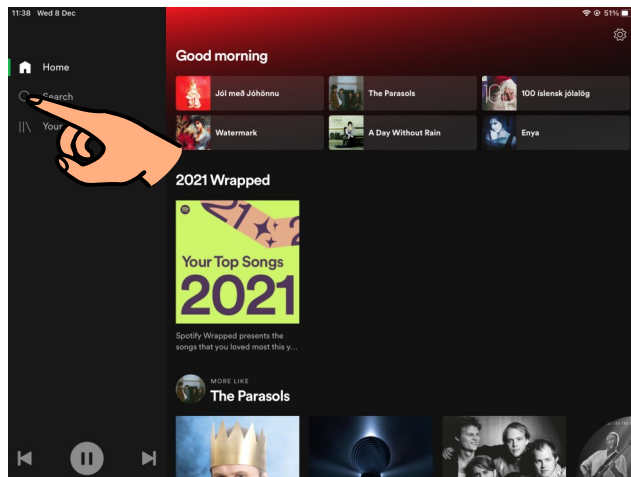 11:38 Wed 8 Dec
51%
Home
Search
Your
Good morning
Jól með Jóhönnu
The Parasols
100 íslensk jólalög
Watermark
A Day Without Rain
Enya
2021 Wrapped
Your Top Songs
2021
Spotify Wrapped presents the
songs that you loved most this y...
MORE LIKE
The Parasols